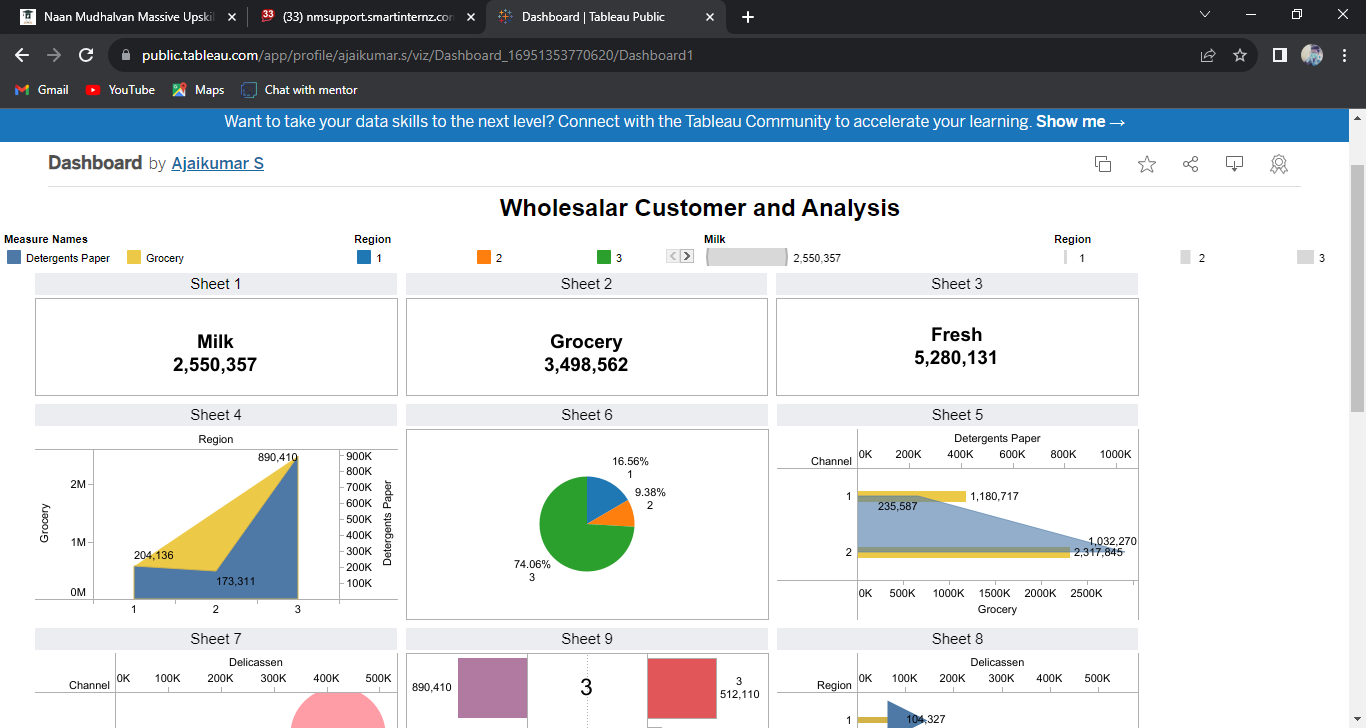 Naan Mudhalvan Massive Upskil
33
(33) nmsupport.smartinternz.con
Dashboard | Tableau Public
public.tableau.com/app/profile/ajaikumar.s/viz/Dashboard_16951353770620/Dashboard1
Gmail
YouTube
Maps
Chat with mentor
Want to take your data skills to the next level? Connect with the Tableau Community to accelerate your learning. Show me →
Dashboard by Ajaikumar S
Wholesalar Customer and Analysis
Measure Names
Detergents Paper
Grocery
Region
1
2
3
Milk
2,550,357
Region
1
2
3
Sheet 1
Milk
2,550,357
Sheet 2
Grocery
3,498,562
Sheet 3
Fresh
5,280,131
Sheet 4
Region
890,410
204,136
173,311
2M
1M
0M
Grocery
900K
800K
700K
600K
500K
400K
300K
200K
100K
Detergents Paper
1
2
3
Sheet 6
16.56%
1
9.38%
2
74.06%
3
Sheet 5
Detergents Paper
Channel
0K
200K
400K
600K
800K
1000K
1
1,180,717
235,587
1,032,270
2
2,317,845
0K
500K
1000K
1500K
2000K
2500K
Grocery
Sheet 7
Delicassen
Channel
0K
100K
200K
300K
400K
500K
Sheet 9
890,410
3
3
512,110
Sheet 8
Delicassen
Region
0K
100K
200K
300K
400K
500K
1
104,327